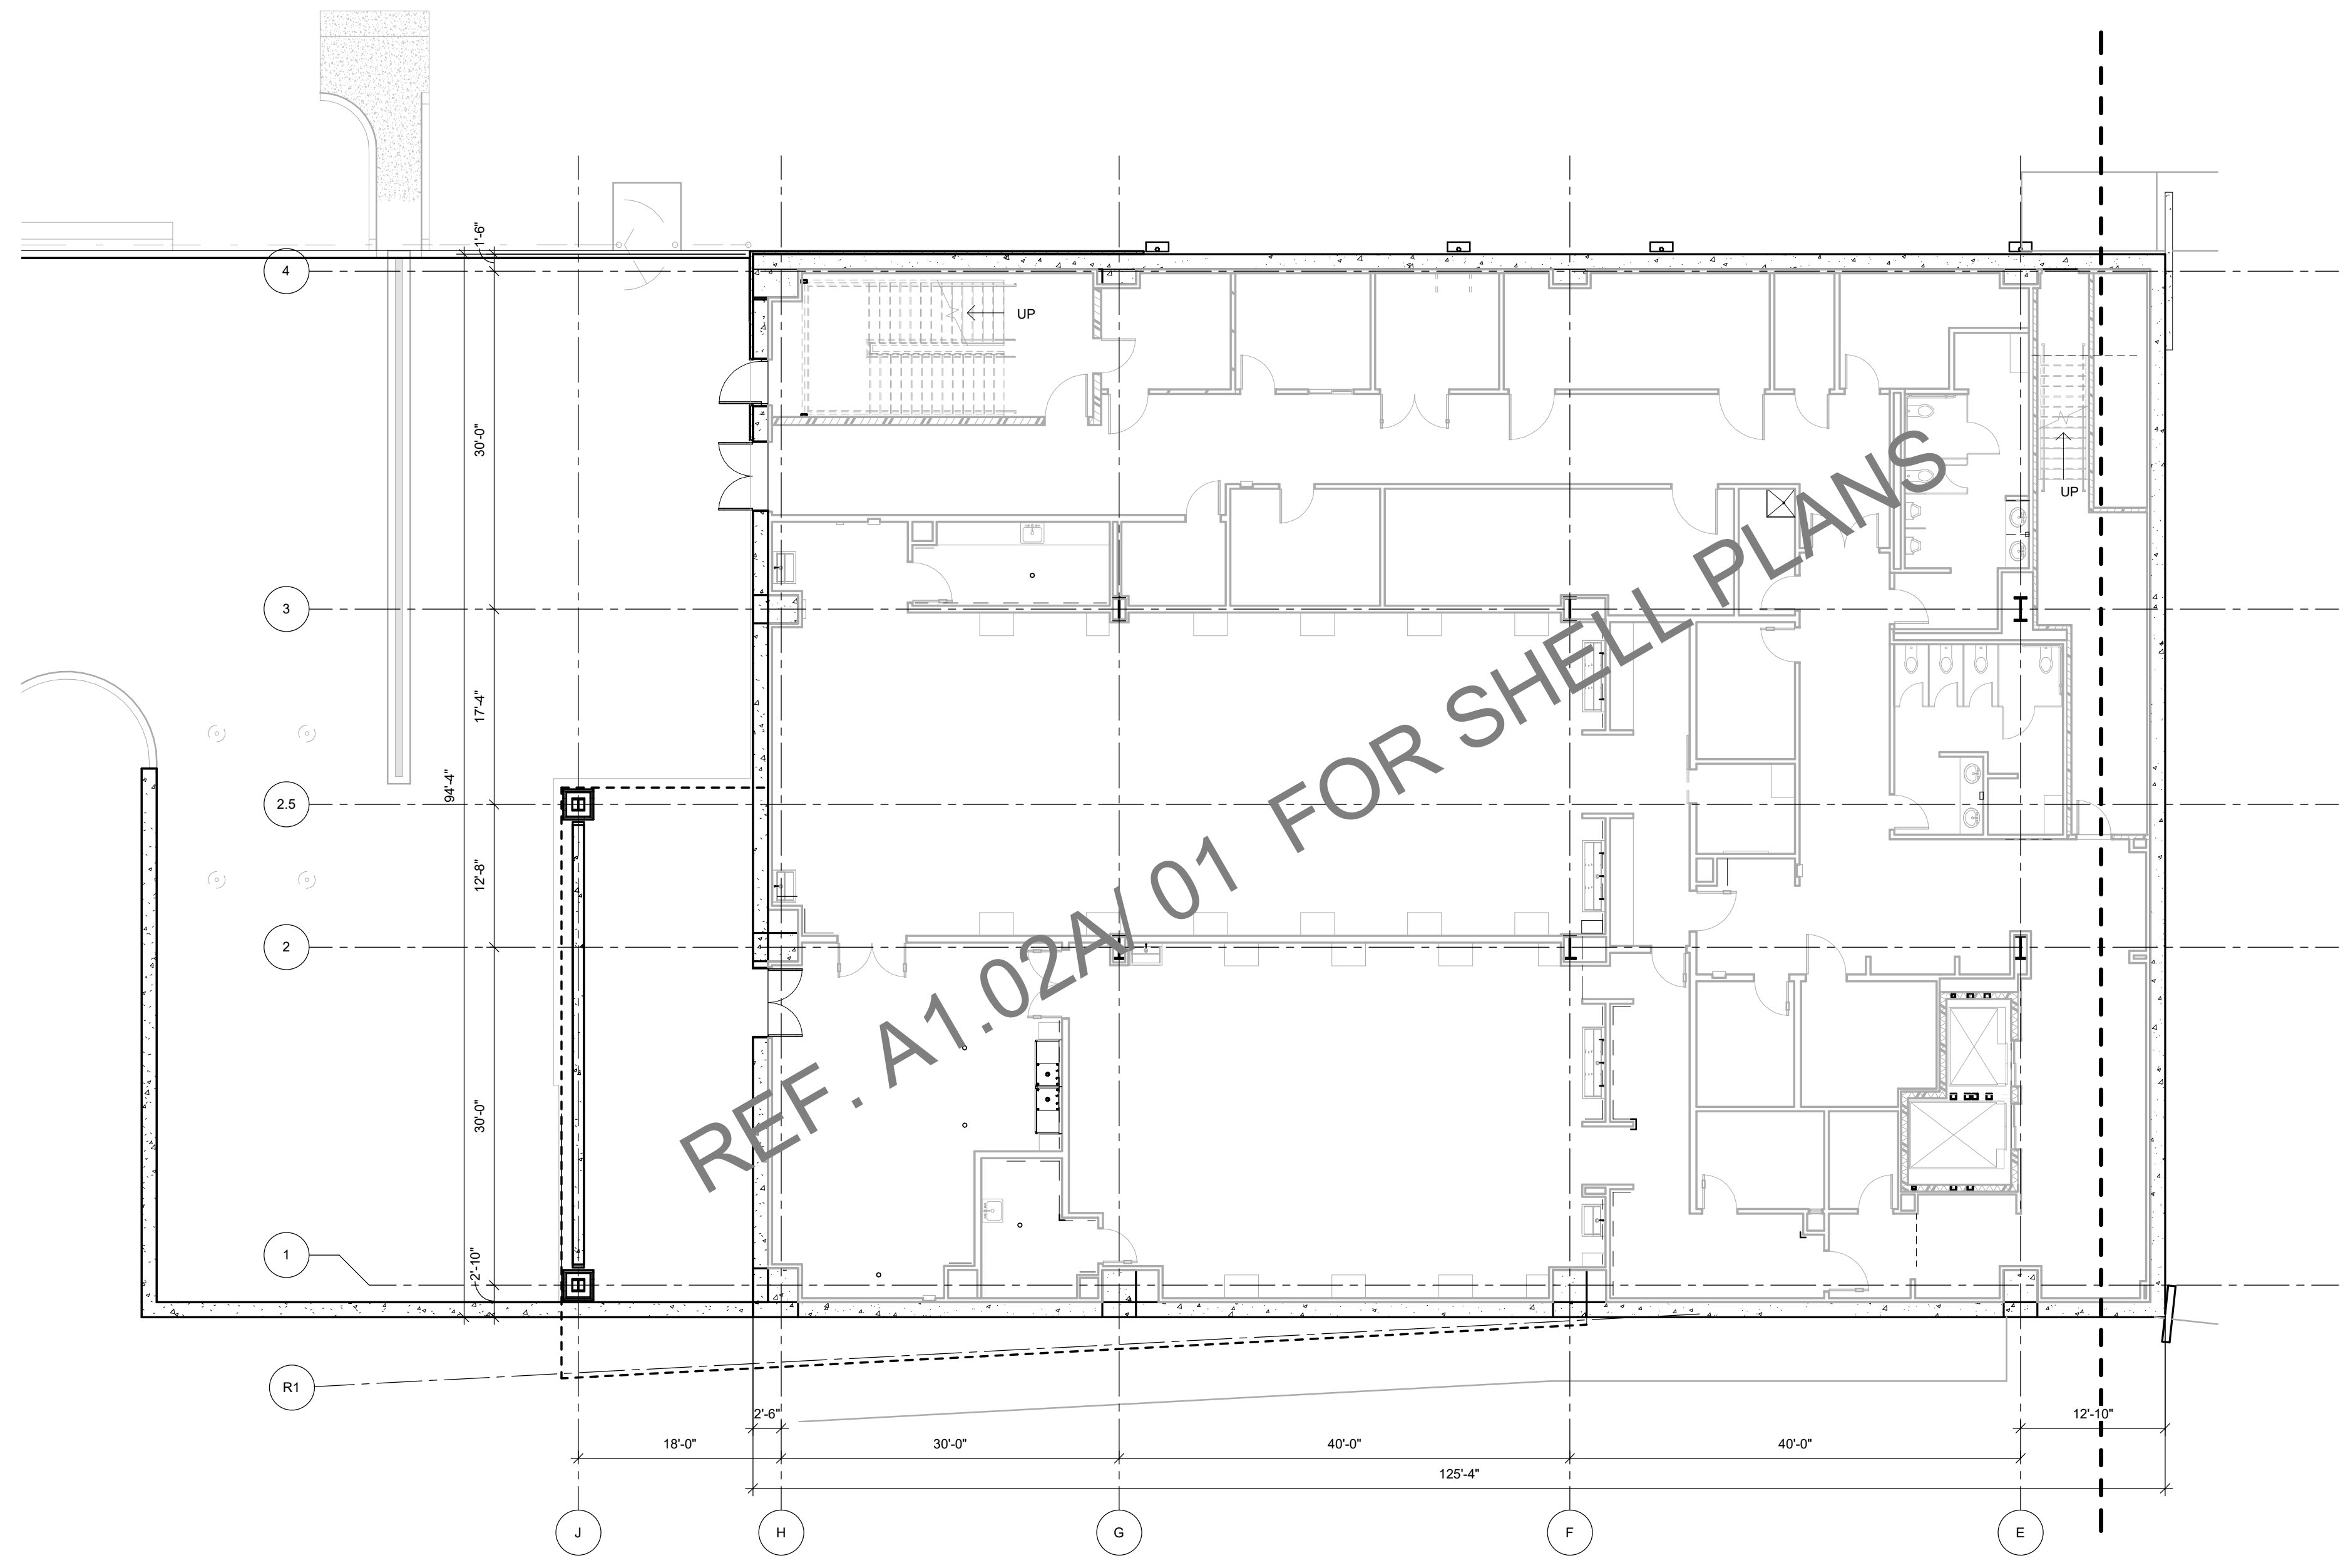 1'-6"
4
UP
30'-0"
UP
3
17'-4"
94'-4"
2.5
12'-8"
2
REF. A1.02A/ 01 FOR SHELL PLANS
30'-0"
1
2'-10"
R1
2'-6"
12'-10"
18'-0"
30'-0"
40'-0"
40'-0"
125'-4"
J
H
G
F
E